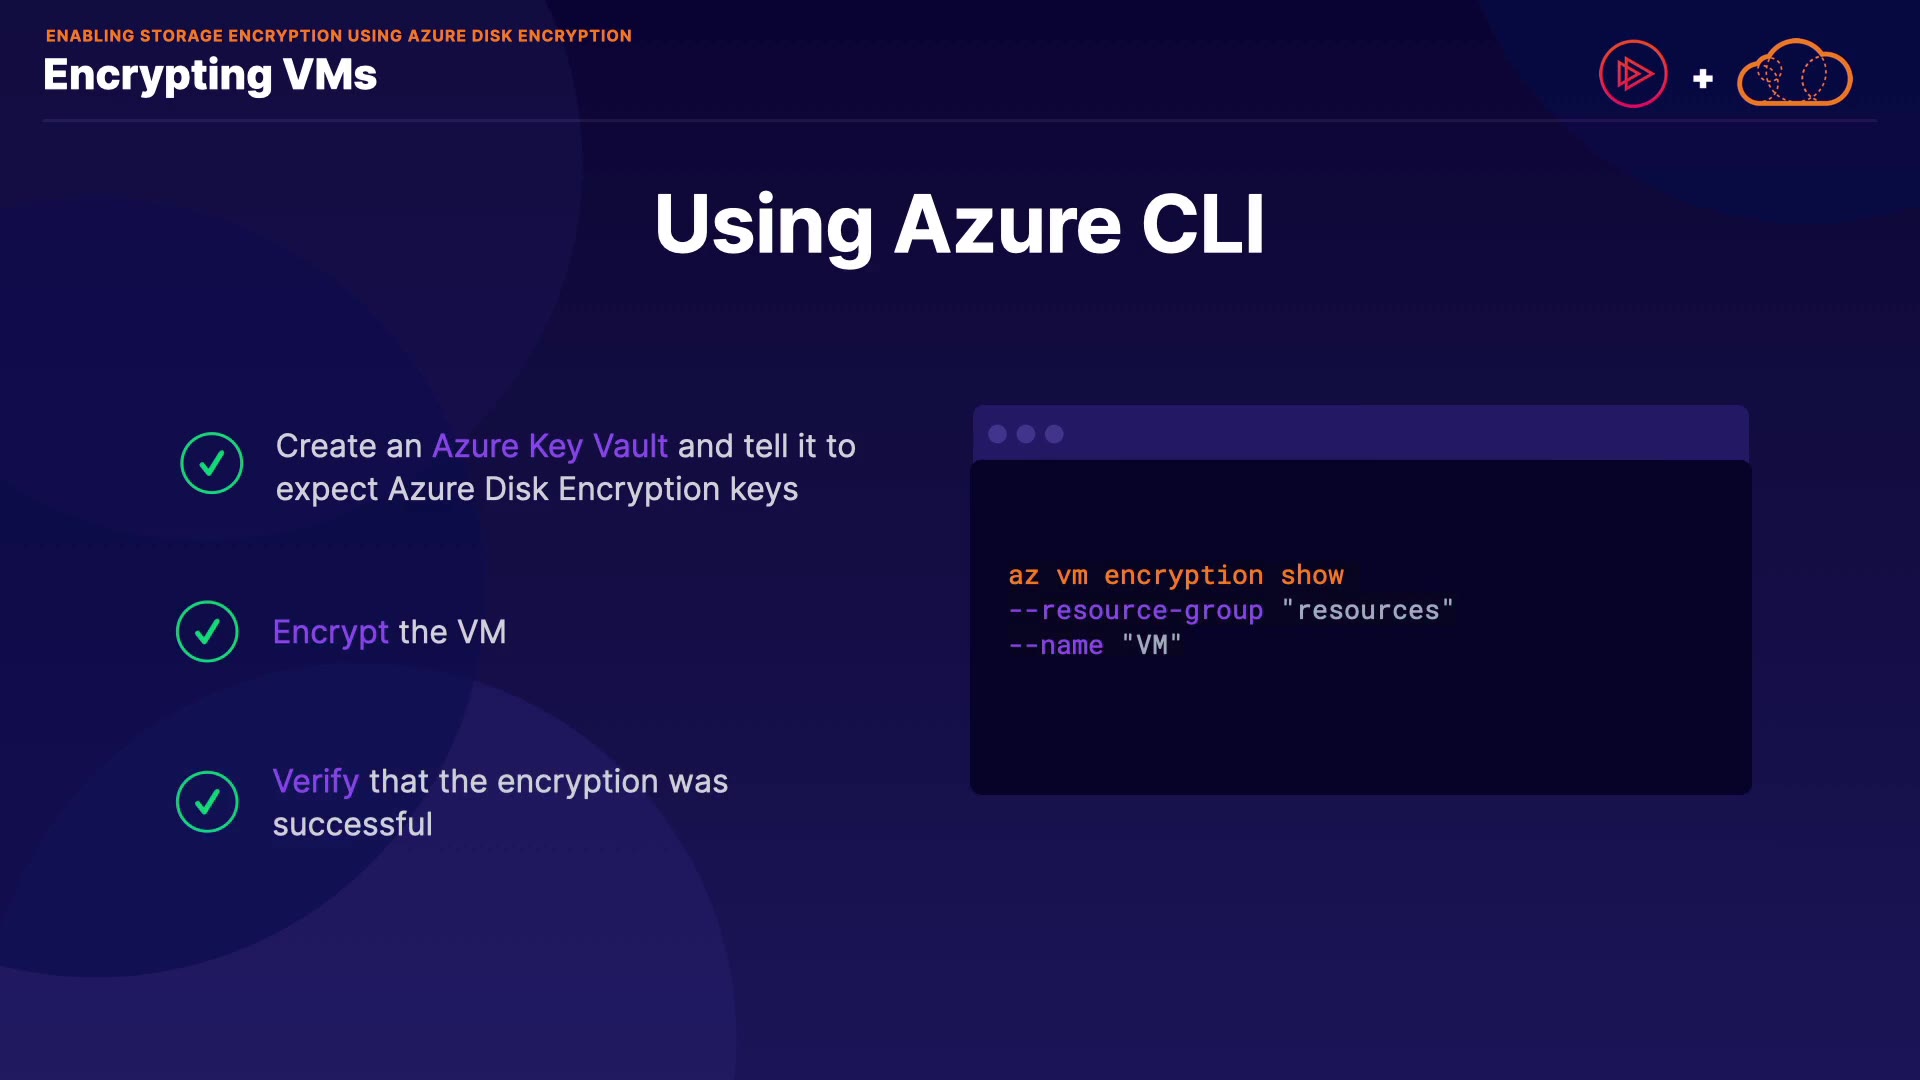 ENABLING STORAGE ENCRYPTION USING AZURE DISK ENCRYPTION
Encrypting VMs
+
Using Azure CLI
Create an Azure Key Vault and tell it to
expect Azure Disk Encryption keys
Encrypt the VM
Verify that the encryption was
successful
az vm encryption show
--resource-group "resources"
--name "VM"